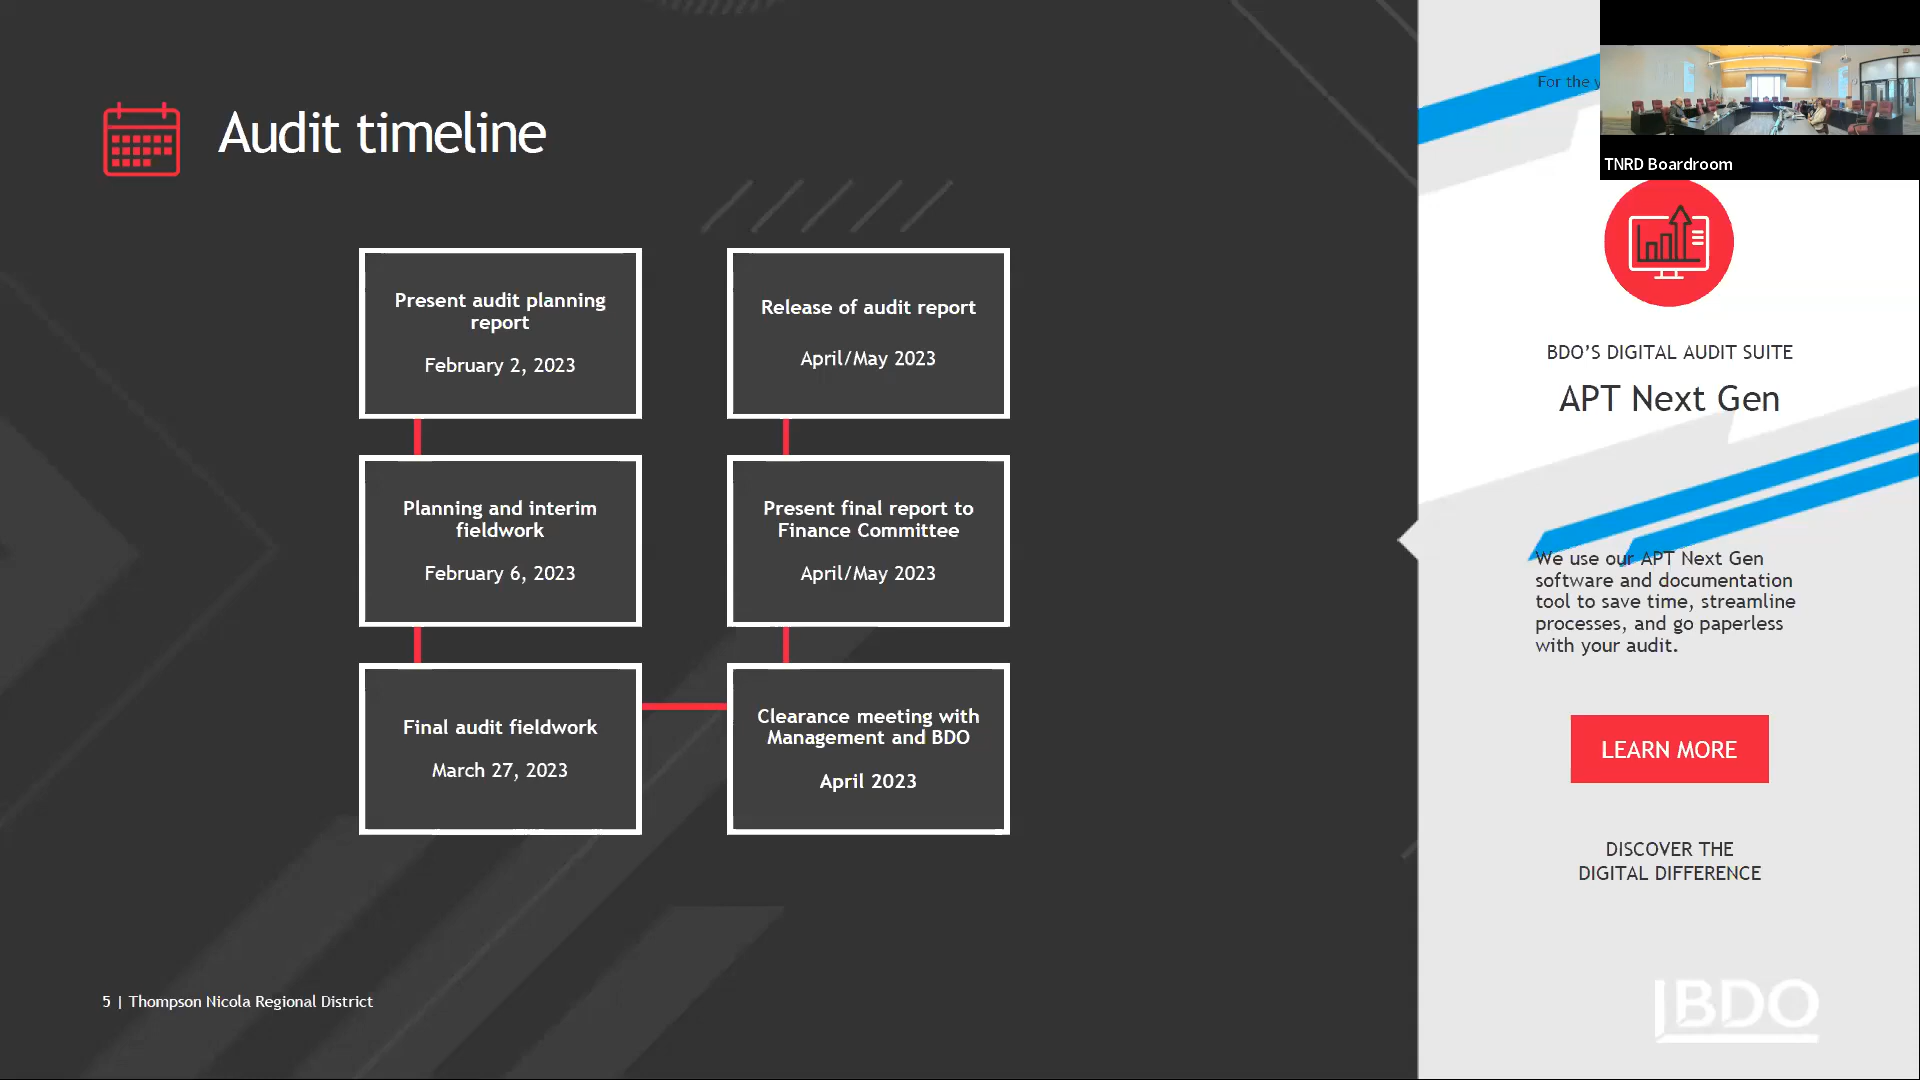 Audit timeline
Present audit planning
report
February 2, 2023
Planning and interim
fieldwork
February 6, 2023
Final audit fieldwork
March 27, 2023
Release of audit report
April/May 2023
Present final report to
Finance Committee
April/May 2023
Clearance meeting with
Management and BDO
April 2023
5 | Thompson Nicola Regional District
For the
TNRD Boardroom
BDO’S DIGITAL AUDIT SUITE
APT Next Gen
We use our APT Next Gen
software and documentation
tool to save time, streamline
processes, and go paperless
with your audit.
LEARN MORE
DISCOVER THE
DIGITAL DIFFERENCE
BDO